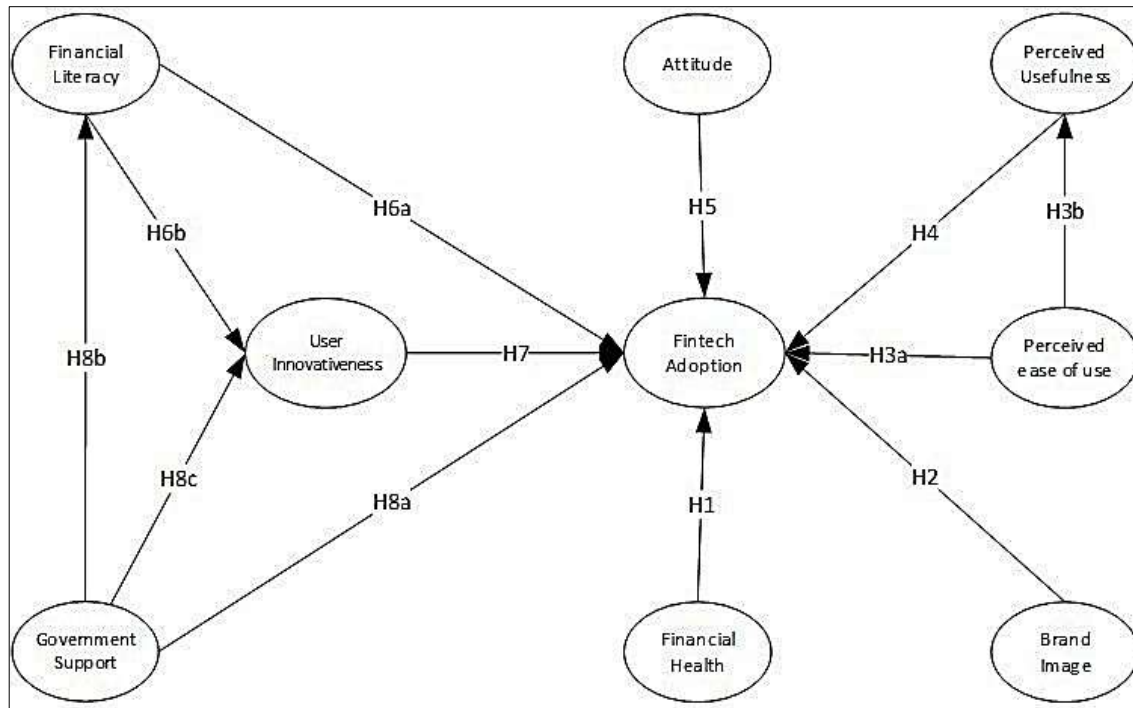 Financial
Literacy
Attitude
Perceived
Usefulness
H6a
H5
H6b
H4
H3b
H8b
User
Innovativeness
H7
Fintech
Adoption
H3a
Perceived
ease of use
H8c
H8a
H1
H2
Government
Support
Financial
Health
Brand
Image